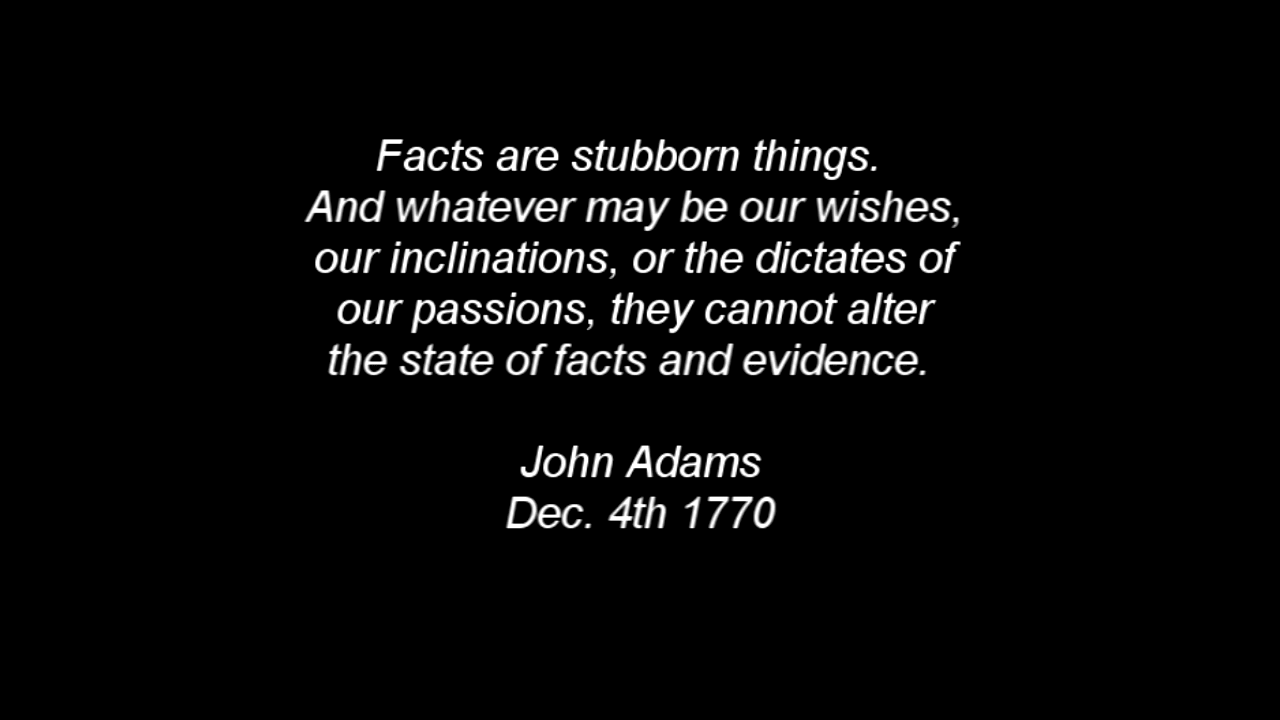 Facts are stubborn things.
And whatever may be our wishes,
our inclinations, or the dictates of
our passions, they cannot alter
the state of facts and evidence.
John Adams
Dec. 4th 1770